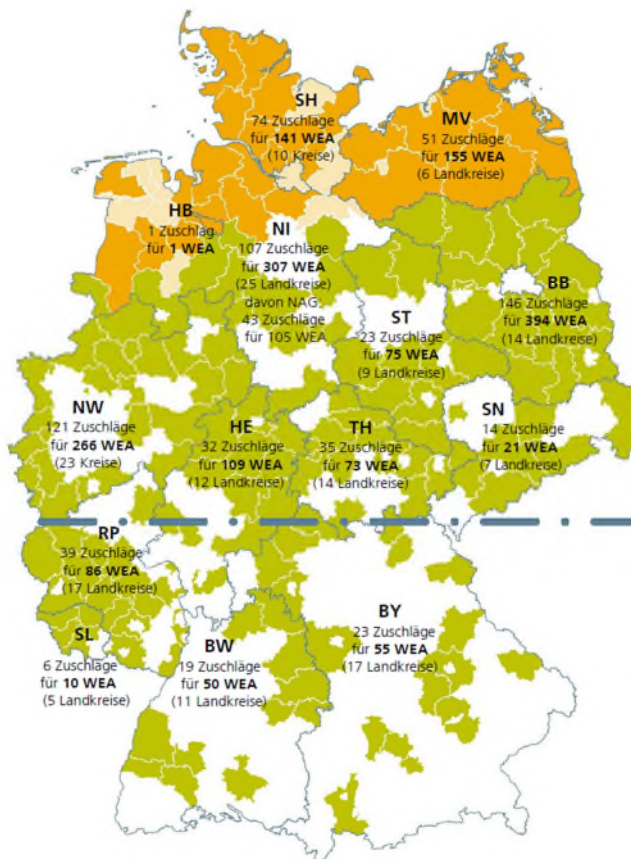 SH
74 Zuschläge
für 141 WEA
(10 Kreise)
MV
51 Zuschläge
für 155 WEA
(6 Landkreise)
HB
1 Zuschlag
für 1 WEA
NI
107 Zuschläge
für 307 WEA
(25 Landkreise)
davon NAG:
43 Zuschläge
für 105 WEA
BB
146 Zuschläge
für 394 WEA
(14 Landkreise)
ST
23 Zuschläge
für 75 WEA
(9 Landkreise)
NW
121 Zuschläge
für 266 WEA
(23 Kreise)
HE
32 Zuschläge
für 109 WEA
(12 Landkreise)
TH
35 Zuschläge
für 73 WEA
(14 Landkreise)
SN
14 Zuschläge
für 21 WEA
(7 Landkreise)
RP
39 Zuschläge
für 86 WEA
(17 Landkreise)
SL
6 Zuschläge
für 10 WEA
(5 Landkreise)
BW
19 Zuschläge
für 50 WEA
(11 Landkreise)
BY
23 Zuschläge
für 55 WEA
(17 Landkreise)